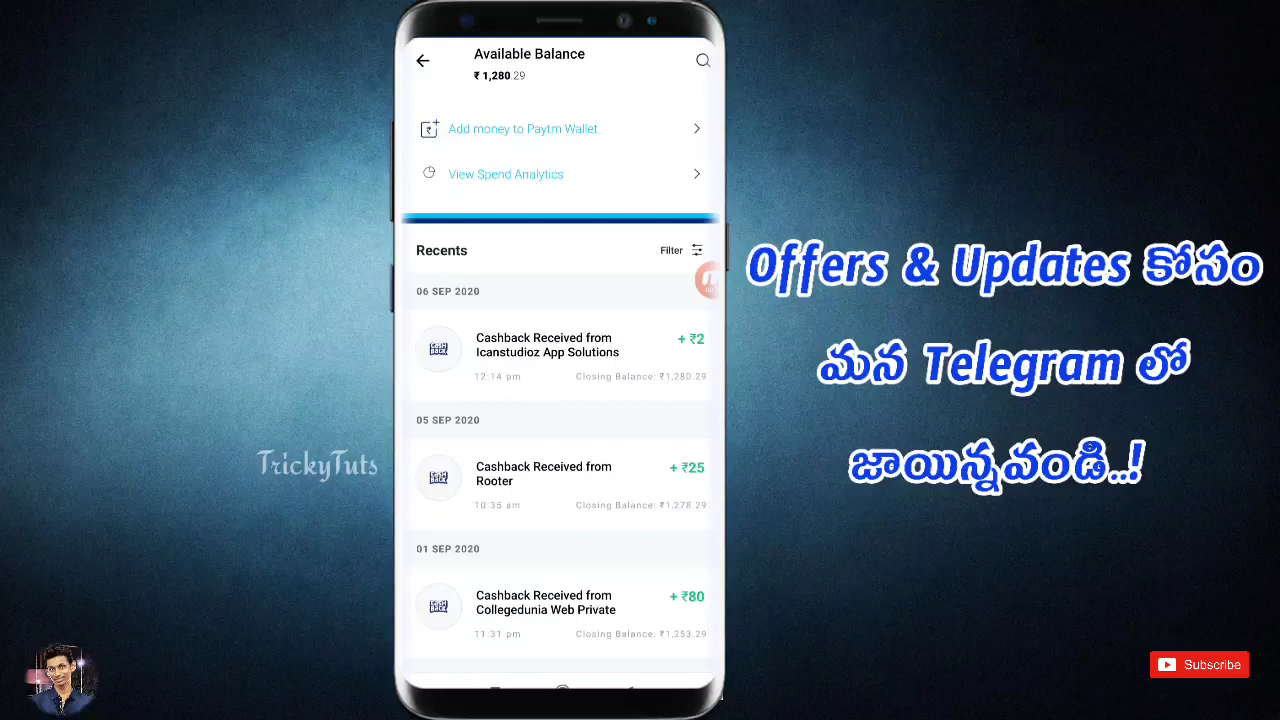 Available Balance
₹ 1,280.29
Add money to Paytm Wallet
View Spend Analytics
Recents
Filter
06 SEP 2020
Cashback Received from
Icanstudioz App Solutions
+ ₹2
12:14 pm
Closing Balance: ₹1,280.29
05 SEP 2020
Cashback Received from
Rooter
+ ₹25
10:35 am
Closing Balance: ₹1,278.29
01 SEP 2020
Cashback Received from
Collegedunia Web Private
+ ₹80
11:31 pm
Closing Balance: ₹1,253.29
Offers & Updates కోసం
మన Telegram లో
జాయిన్నవండి..!
TrickyTuts
Subscribe